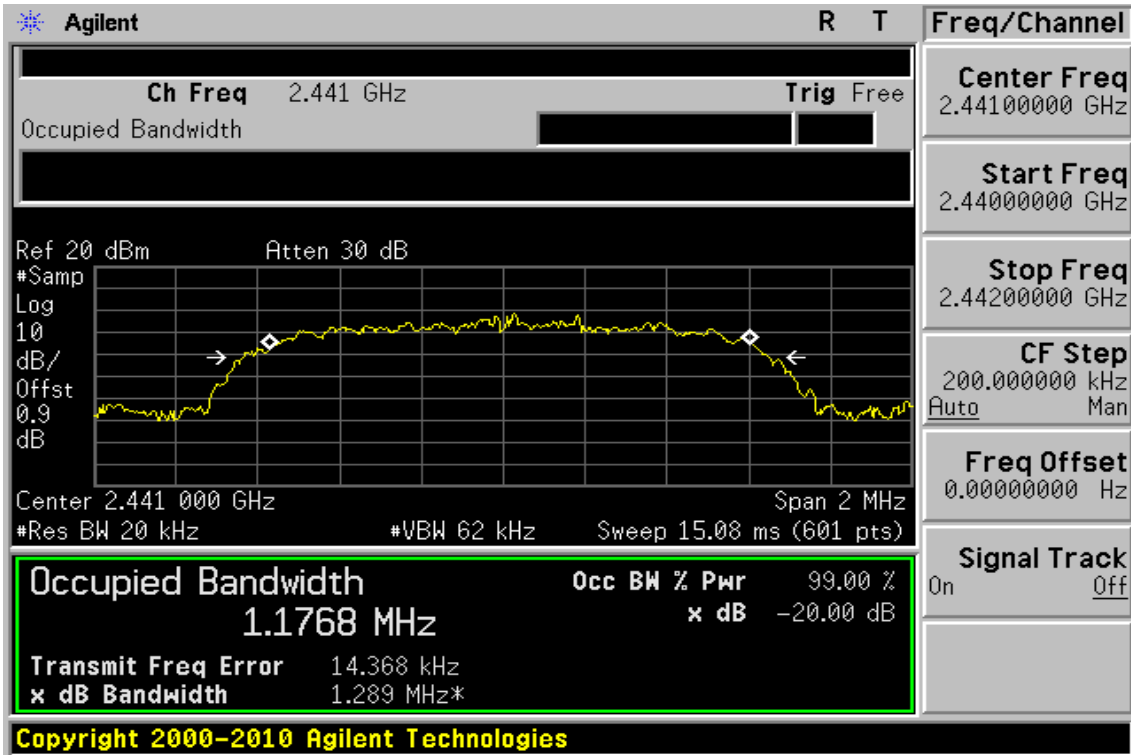 Agilent R T
Ch Freq 2.441 GHz Trig Free
Occupied Bandwidth
Ref 20 dBm Atten 30 dB
#Samp
Log
10
dB/
Offst
0.9
dB
Center 2.441 000 GHz Span 2 MHz
#Res BW 20 kHz #VBW 62 kHz Sweep 15.08 ms (601 pts)
Occupied Bandwidth
1.1768 MHz
Occ BW % Pwr 99.00 %
x dB -20.00 dB
Transmit Freq Error 14.368 kHz
x dB Bandwidth 1.289 MHz*
Copyright 2000-2010 Agilent Technologies
Freq/Channel
Center Freq
2.44100000 GHz
Start Freq
2.44000000 GHz
Stop Freq
2.44200000 GHz
CF Step
200.000000 kHz
Auto Man
Freq Offset
0.00000000 Hz
Signal Track
On Off